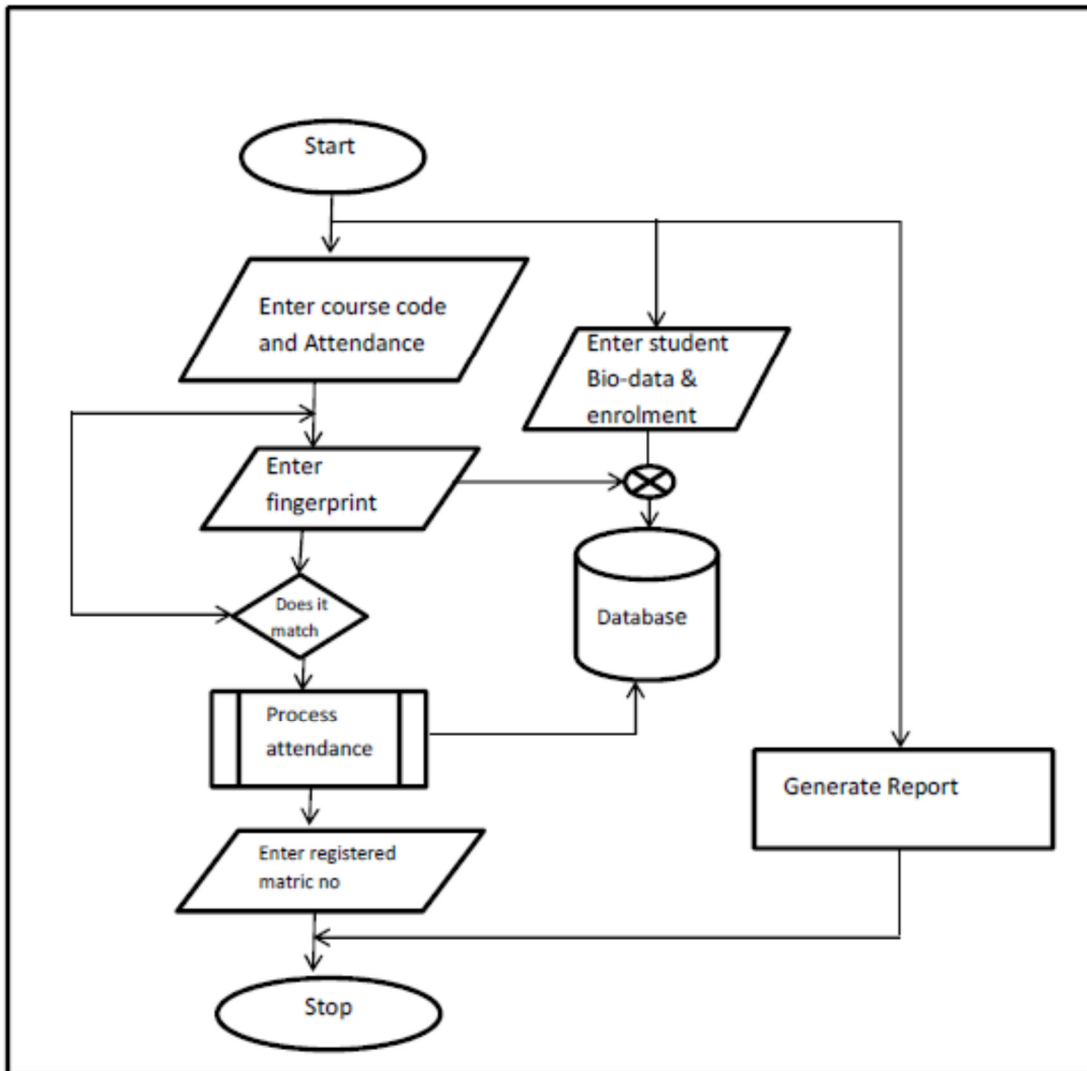 Start
Enter course code
and Attendance
Enter student
Bio-data &
enrolment
Enter
fingerprint
Does it
match
Database
Process
attendance
Generate Report
Enter registered
matric no
Stop